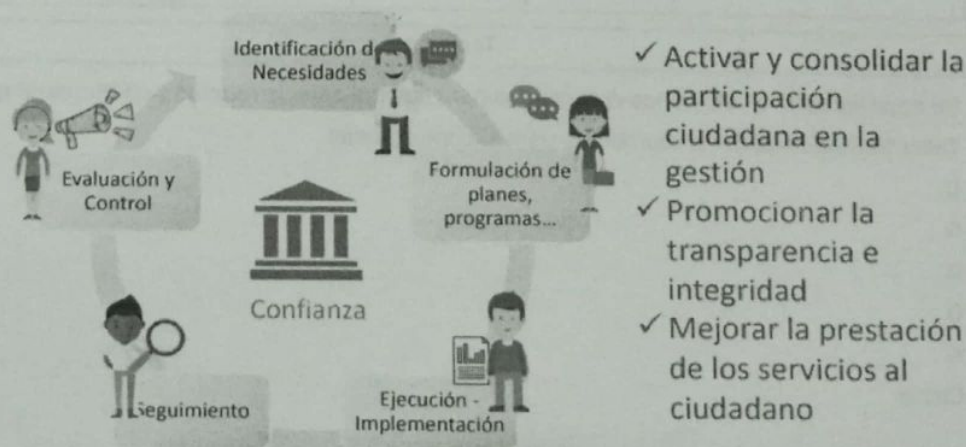 Identificación de
Necesidades
Formulación de
planes,
programas...
Ejecución -
Implementación
Seguimiento
Evaluación y
Control
Confianza
✓ Activar y consolidar la
participación
ciudadana en la
gestión
✓ Promocionar la
transparencia e
integridad
✓ Mejorar la prestación
de los servicios al
ciudadano